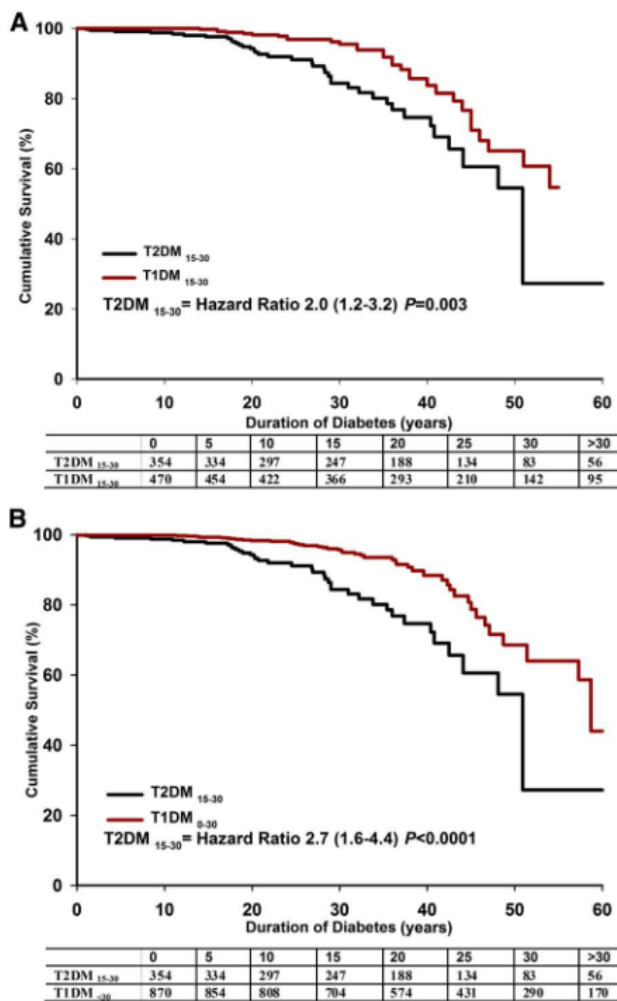 A
100
80
60
40
20
0
Cumulative Survival (%)
T2DM 15-30
T1DM 15-30
T2DM 15-30= Hazard Ratio 2.0 (1.2-3.2) P=0.003
0 10 20 30 40 50 60
Duration of Diabetes (years)
0 5 10 15 20 25 30 >30
T2DM 15-30 354 334 297 247 188 134 83 56
T1DM 15-30 470 454 422 366 293 210 142 95
B
100
80
60
40
20
0
Cumulative Survival (%)
T2DM 15-30
T1DM 0-30
T2DM 15-30= Hazard Ratio 2.7 (1.6-4.4) P<0.0001
0 10 20 30 40 50 60
Duration of Diabetes (years)
0 5 10 15 20 25 30 >30
T2DM 15-30 354 334 297 247 188 134 83 56
T1DM <30 870 854 808 704 574 431 290 170